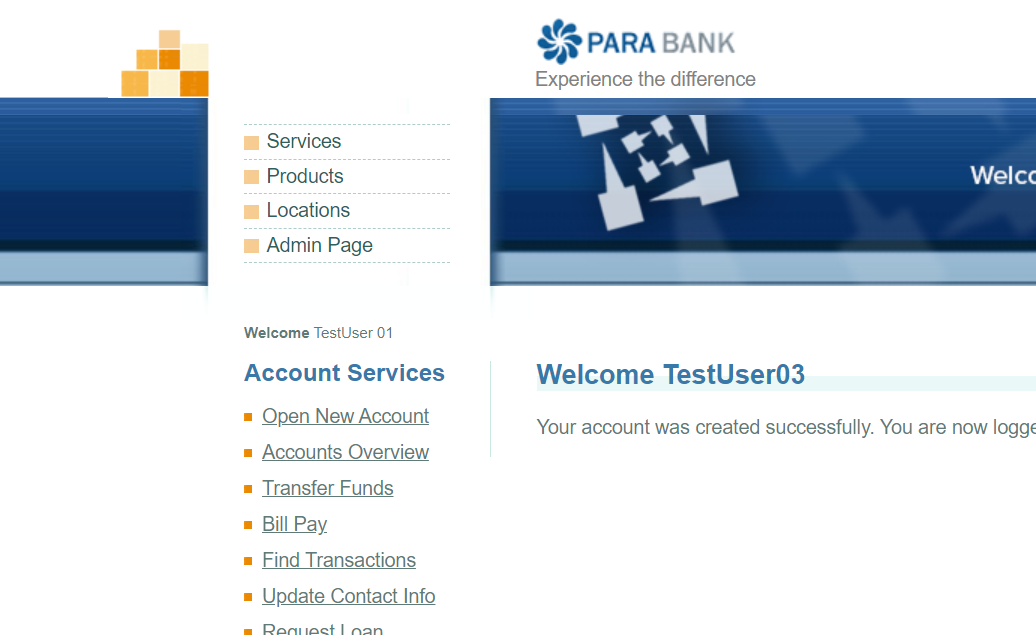 PARA BANK
Experience the difference
Services
Products
Locations
Admin Page
Welcome TestUser 01
Account Services
Open New Account
Accounts Overview
Transfer Funds
Bill Pay
Find Transactions
Update Contact Info
Request Loan
Welcome TestUser03
Your account was created successfully. You are now